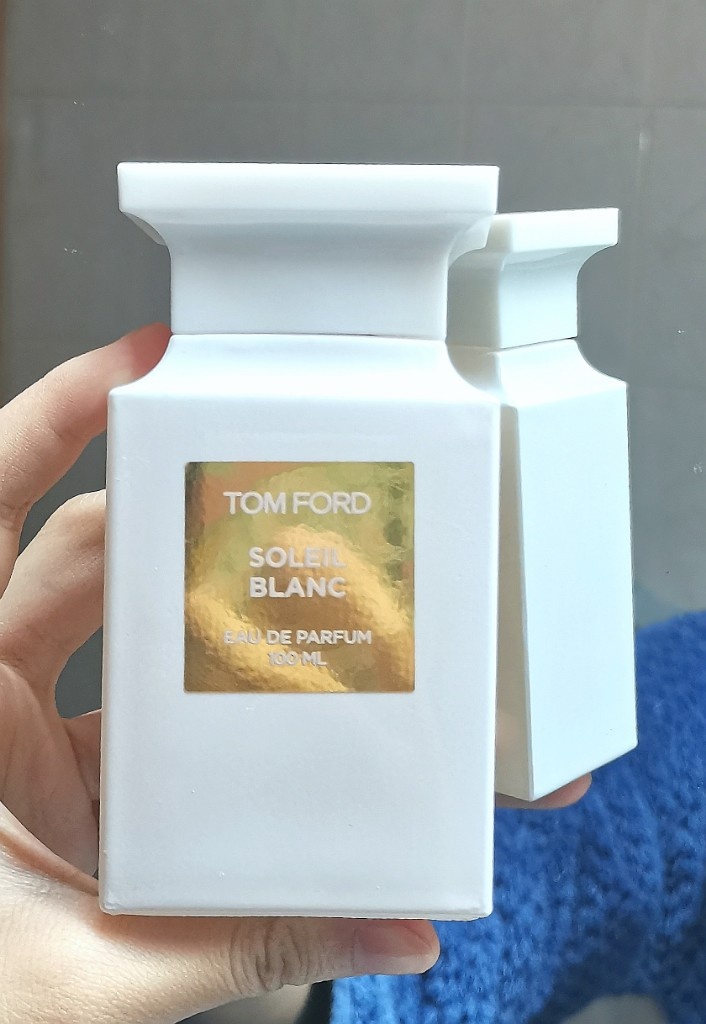 TOM FORD
SOLEIL
BLANC
EAU DE PARFUM
100 ML